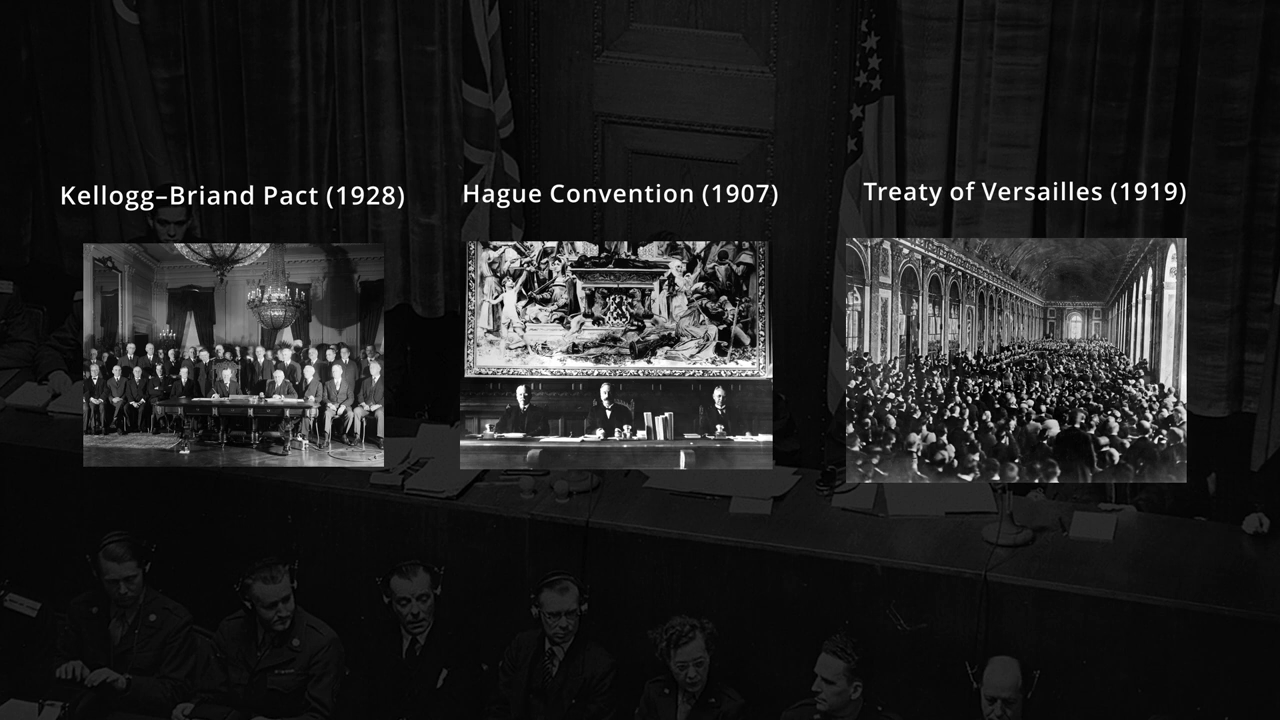 Kellogg–Briand Pact (1928)
Hague Convention (1907)
Treaty of Versailles (1919)